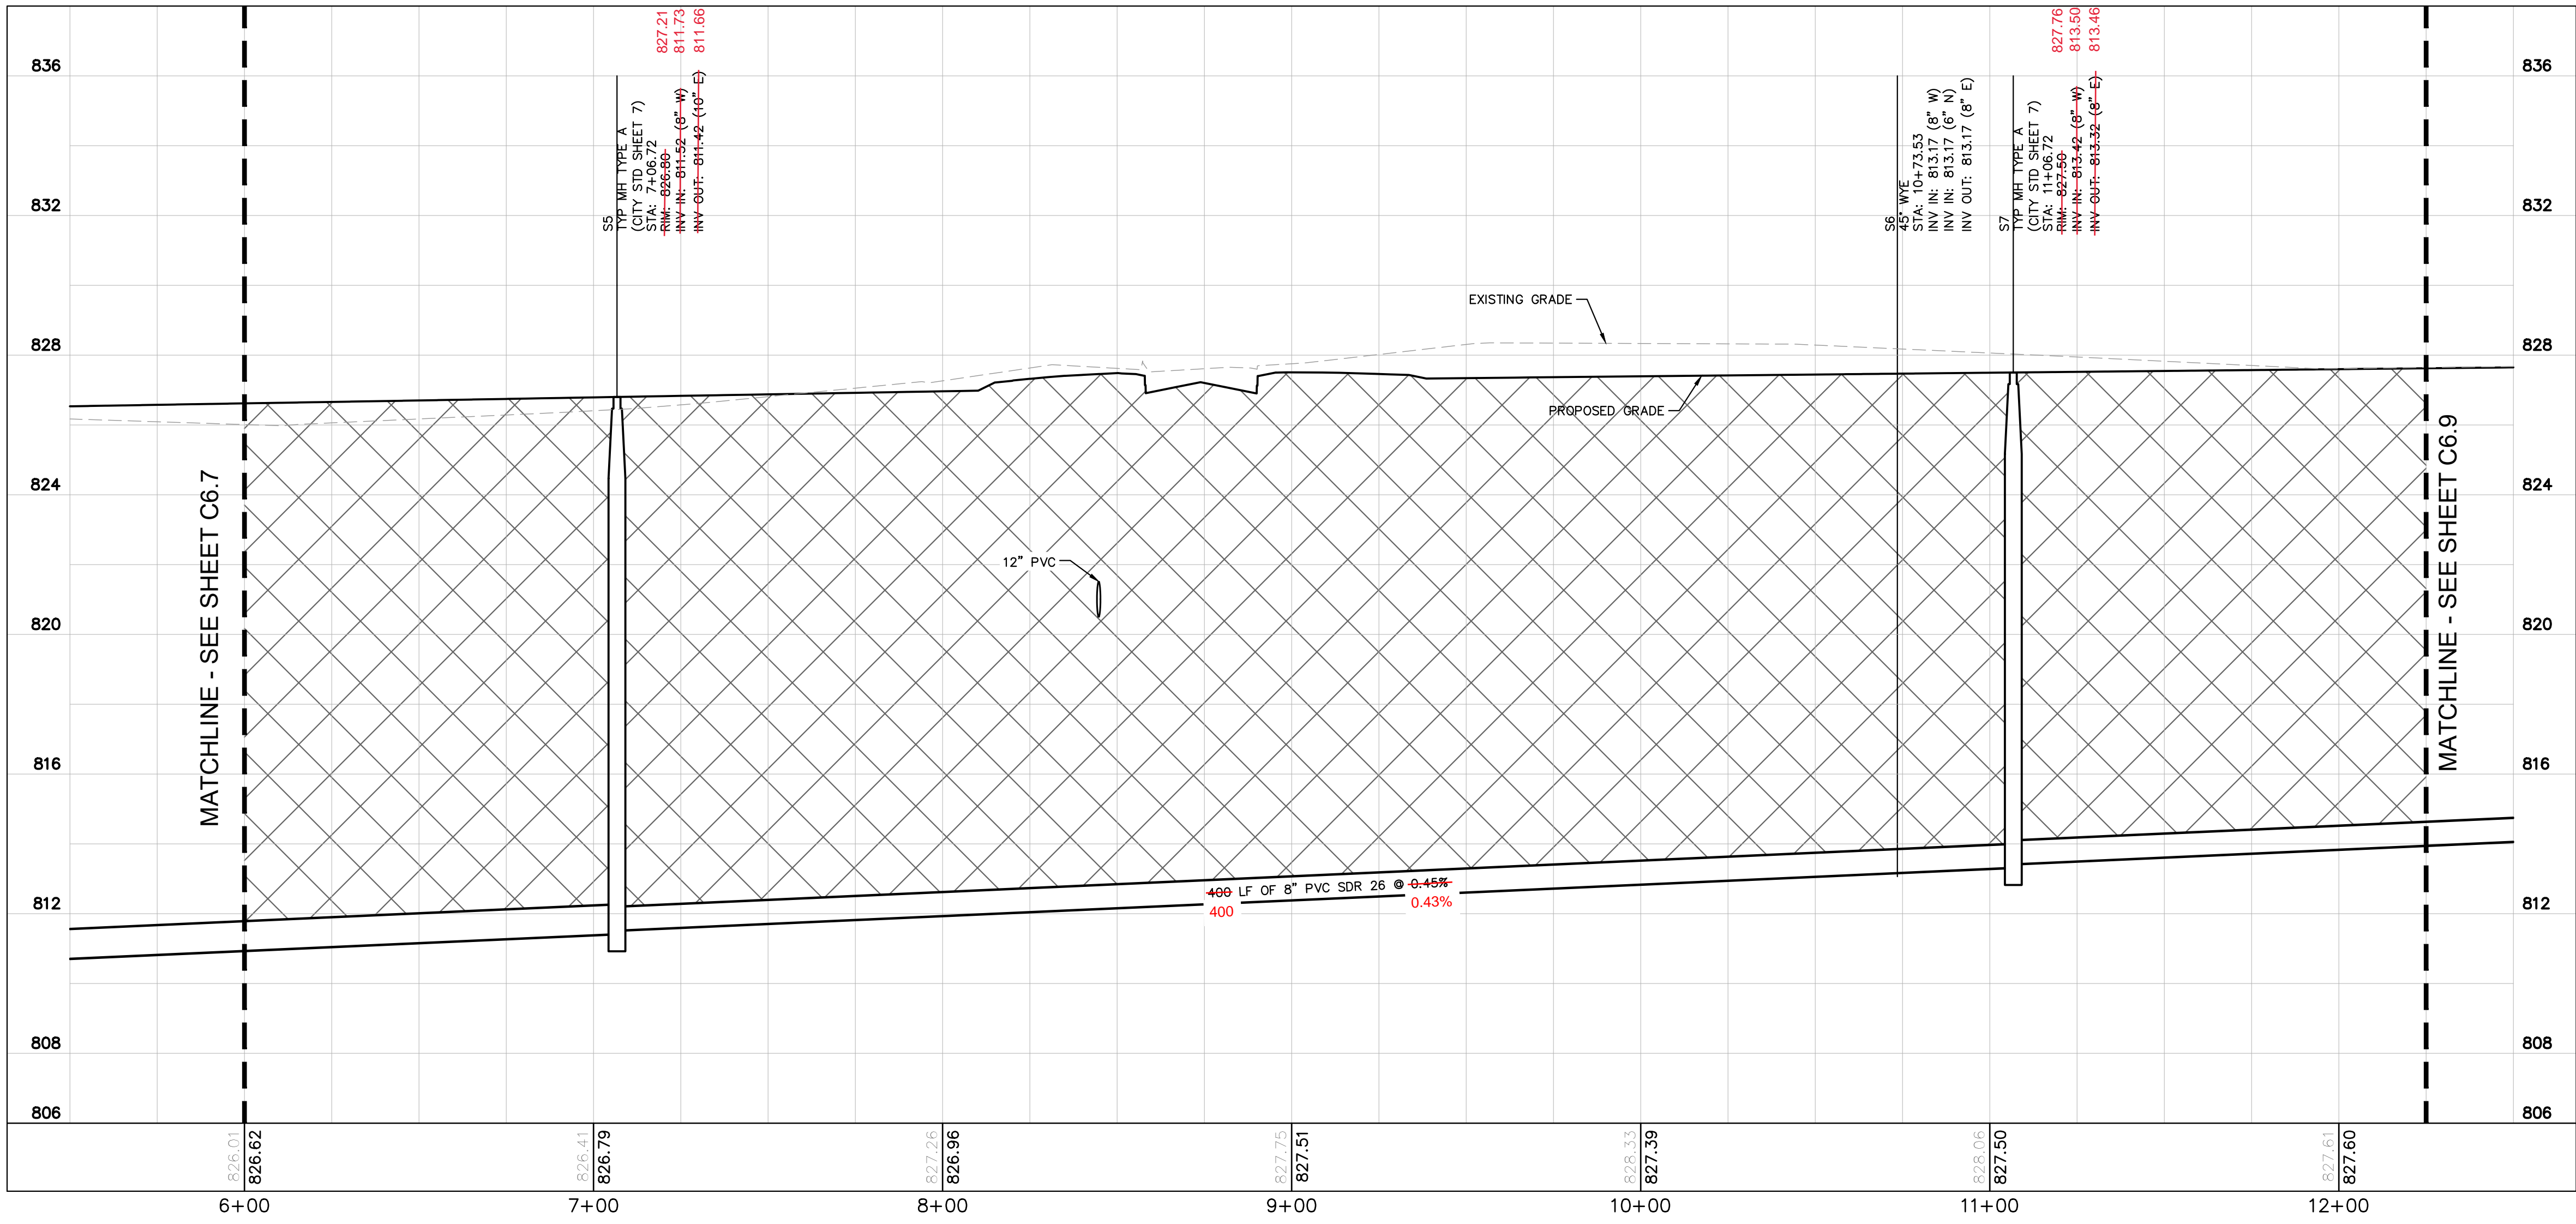 827.21
811.73
811.66
827.76
813.50
813.46
836
836
S5
TYP MH TYPE A
(CITY STD SHEET 7)
STA: 7+06.72
RIM: 826.80
INV IN: 811.52 (8" W)
INV OUT: 811.42 (10" E)
S6
45° WYE
STA: 10+73.53
INV IN: 813.17 (8" W)
INV IN: 813.17 (6" N)
INV OUT: 813.17 (8" E)
S7
TYP MH TYPE A
(CITY STD SHEET 7)
STA: 11+06.72
RIM: 827.50
INV IN: 813.42 (8" W)
INV OUT: 813.32 (8" E)
832
832
EXISTING GRADE
828
828
PROPOSED GRADE
MATCHLINE - SEE SHEET C6.7
MATCHLINE - SEE SHEET C6.9
824
824
12" PVC
820
820
816
816
400 LF OF 8" PVC SDR 26 @ 0.45%
400
0.43%
812
812
808
808
806
806
826.01
826.62
826.41
826.79
827.26
826.96
827.75
827.51
828.33
827.39
828.06
827.50
827.61
827.60
6+00
7+00
8+00
9+00
10+00
11+00
12+00